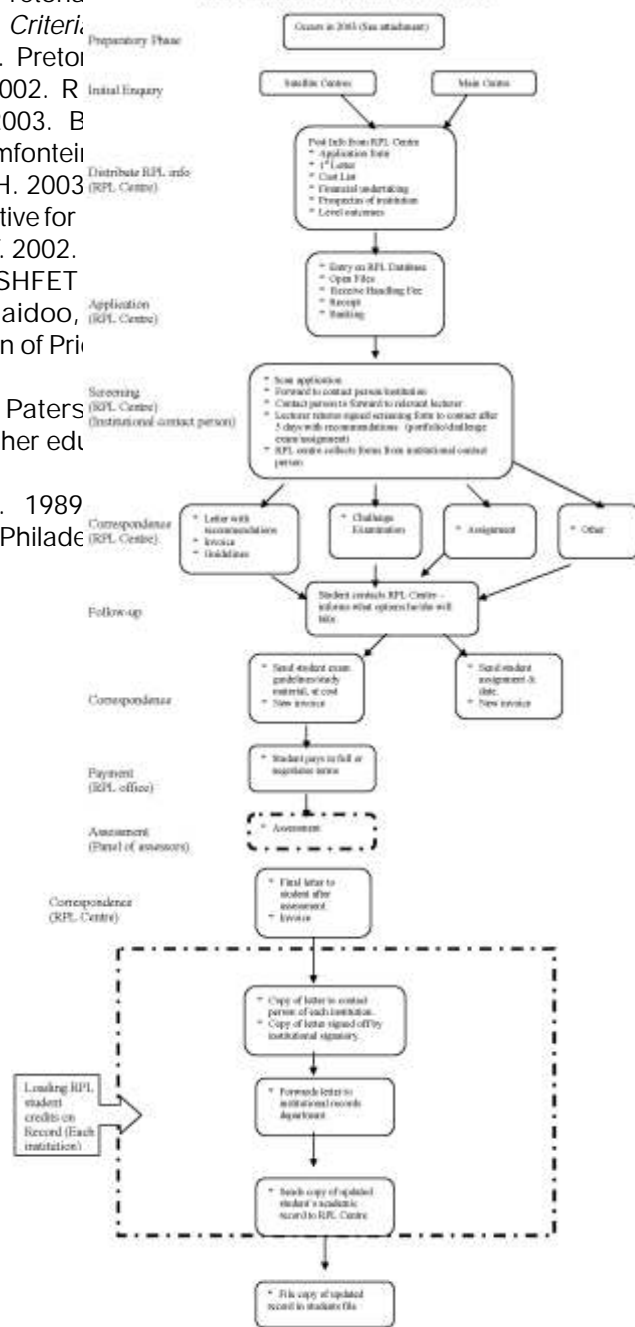 Criteria
. Pretor
002. R
2003. B
mfontein
H. 2003
tive for
. 2002.
SHFET
aidoo,
n of Pri
Paters
her edu
. 1989
Philade
Preparatory Phase
Occurs in 2003 (See attachment)
Initial Enquiry
Satellite Centres
Main Centre
Distribute RPL info
(RPL Centre)
Post Info from RPL Centre
* Application form
* 1st Letter
* Cost List
* Financial undertaking
* Prospectus of institution
* Level outcomes
Application
(RPL Centre)
* Entry on RPL Database
* Open Files
* Receive Handling Fee
* Receipt
* Banking
Screening
(RPL Centre)
(Institutional contact person)
* Scan application
* Forward to contact person/institution
* Contact person to forward to relevant lecturer
* Lecturer returns signed screening form to contact after
5 days with recommendations (portfolio/challenge
exam/assignment)
* RPL centre collects forms from institutional contact
person
Correspondence
(RPL Centre)
* Letter with
recommendations
* Invoice
* Guidelines
* Challenge
Examination
* Assignment
* Other
Follow-up
Student contacts RPL Centre –
informs what options he/she will
take
Correspondence
* Send student exam
guidelines/study
material, at cost
* New invoice
* Send student
assignment &
date.
* New invoice
Payment
(RPL office)
* Student pays in full or
negotiates terms
Assessment
(Panel of assessors)
* Assessment
Correspondence
(RPL Centre)
* Final letter to
student after
assessment.
* Invoice
* Copy of letter to contact
person of each institution.
* Copy of letter signed off by
institutional signatory.
Loading RPL
student
credits on
Record (Each
institution)
* Forwards letter to
institutional records
department
* Sends copy of updated
student's academic
record to RPL Centre
* File copy of updated
record in students file